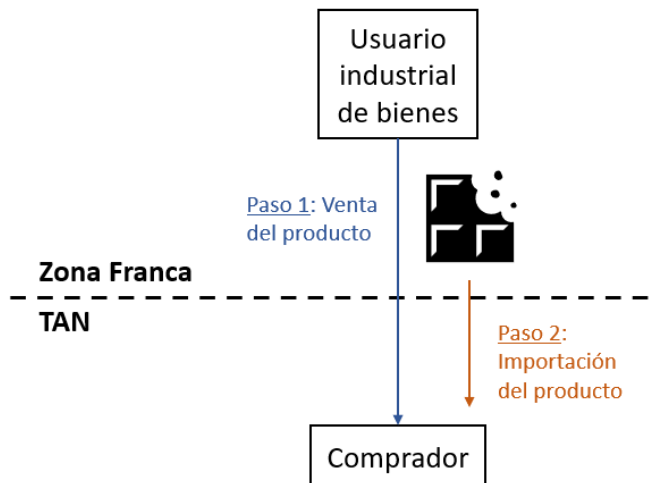 Usuario
industrial
de bienes
Paso 1: Venta
del producto
Zona Franca
TAN
Paso 2:
Importación
del producto
Comprador